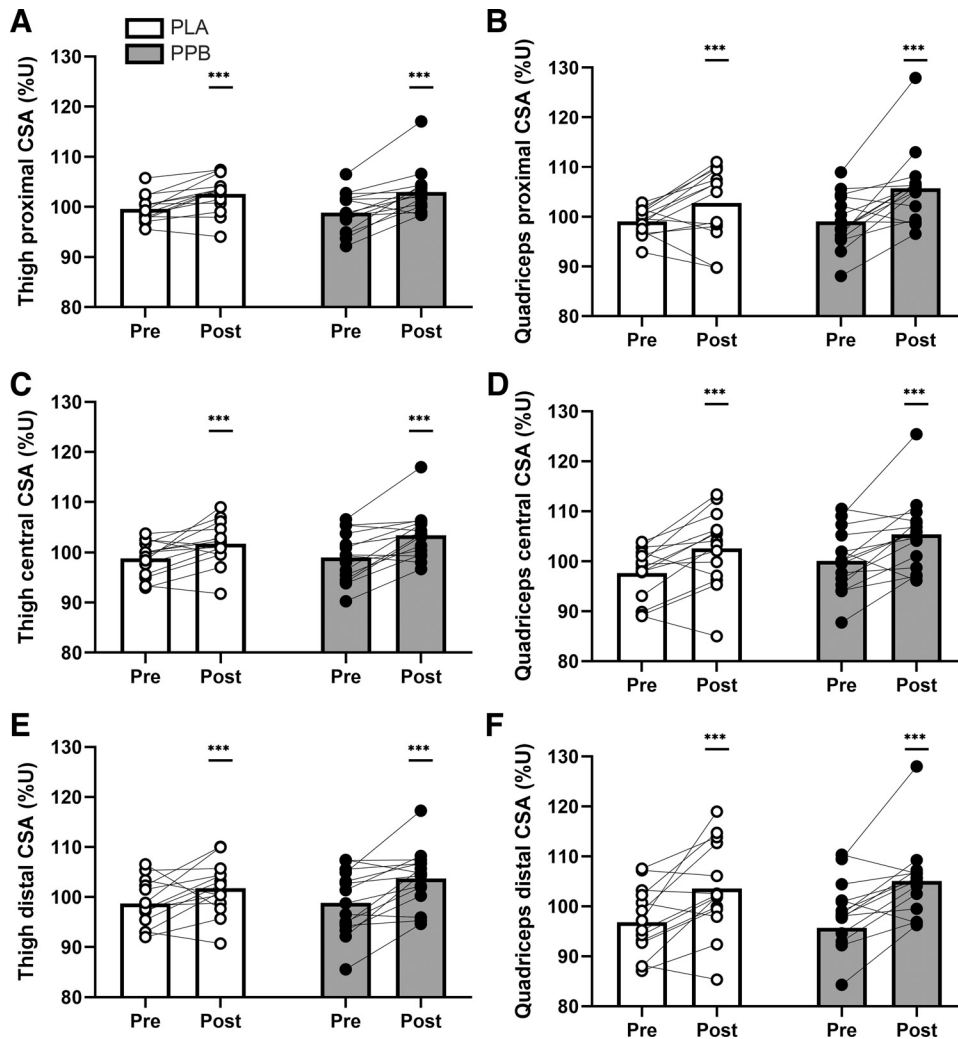 A
PLA
PPB
Thigh proximal CSA (%U)
130
120
110
100
90
80
***
***
Pre
Post
Pre
Post
B
Quadriceps proximal CSA (%U)
130
120
110
100
90
80
***
***
Pre
Post
Pre
Post
C
Thigh central CSA (%U)
130
120
110
100
90
80
***
***
Pre
Post
Pre
Post
D
Quadriceps central CSA (%U)
130
120
110
100
90
80
***
***
Pre
Post
Pre
Post
E
Thigh distal CSA (%U)
130
120
110
100
90
80
***
***
Pre
Post
Pre
Post
F
Quadriceps distal CSA (%U)
130
120
110
100
90
80
***
***
Pre
Post
Pre
Post